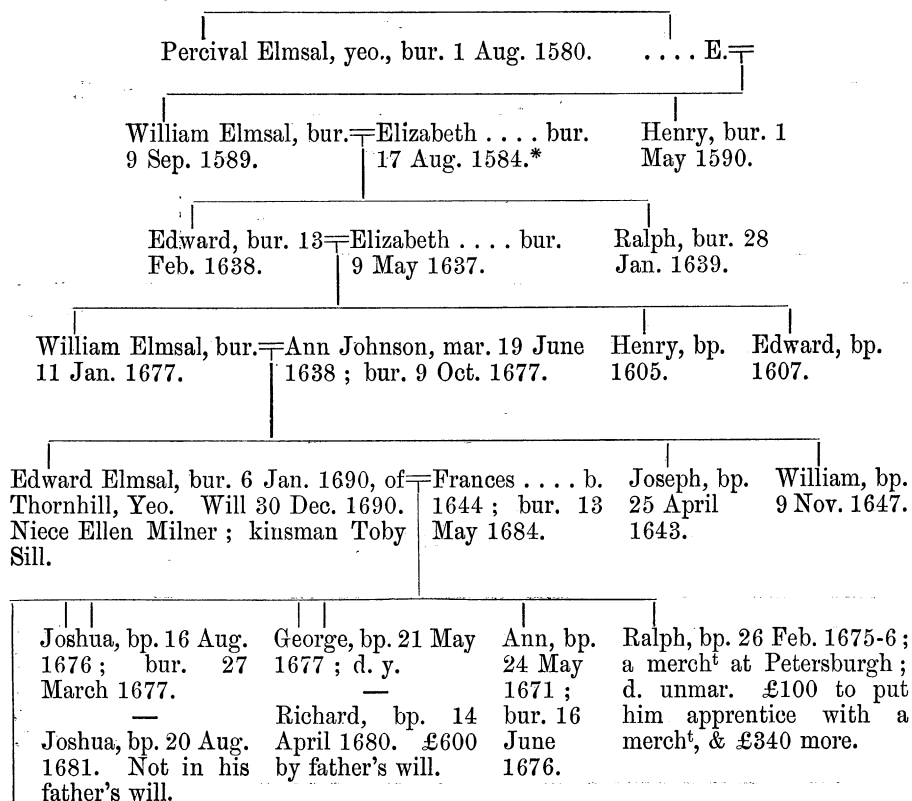 Percival Elmsal, yeo., bur. 1 Aug. 1580. . . . . E.
William Elmsal, bur.
9 Sep. 1589.
Elizabeth . . . . bur.
17 Aug. 1584.*
Henry, bur. 1
May 1590.
Edward, bur. 13
Feb. 1638.
Elizabeth . . . . bur.
9 May 1637.
Ralph, bur. 28
Jan. 1639.
William Elmsal, bur.
11 Jan. 1677.
Ann Johnson, mar. 19 June
1638 ; bur. 9 Oct. 1677.
Henry, bp.
1605.
Edward, bp.
1607.
Edward Elmsal, bur. 6 Jan. 1690, of
Thornhill, Yeo. Will 30 Dec. 1690.
Niece Ellen Milner ; kinsman Toby
Sill.
Frances . . . . b.
1644 ; bur. 13
May 1684.
Joseph, bp.
25 April
1643.
William, bp.
9 Nov. 1647.
Joshua, bp. 16 Aug.
1676 ; bur. 27
March 1677.
—
Joshua, bp. 20 Aug.
1681. Not in his
father's will.
George, bp. 21 May
1677 ; d. y.
—
Richard, bp. 14
April 1680. £600
by father's will.
Ann, bp.
24 May
1671 ;
bur. 16
June
1676.
Ralph, bp. 26 Feb. 1675-6 ;
a mercht at Petersburgh ;
d. unmar. £100 to put
him apprentice with a
mercht, & £340 more.